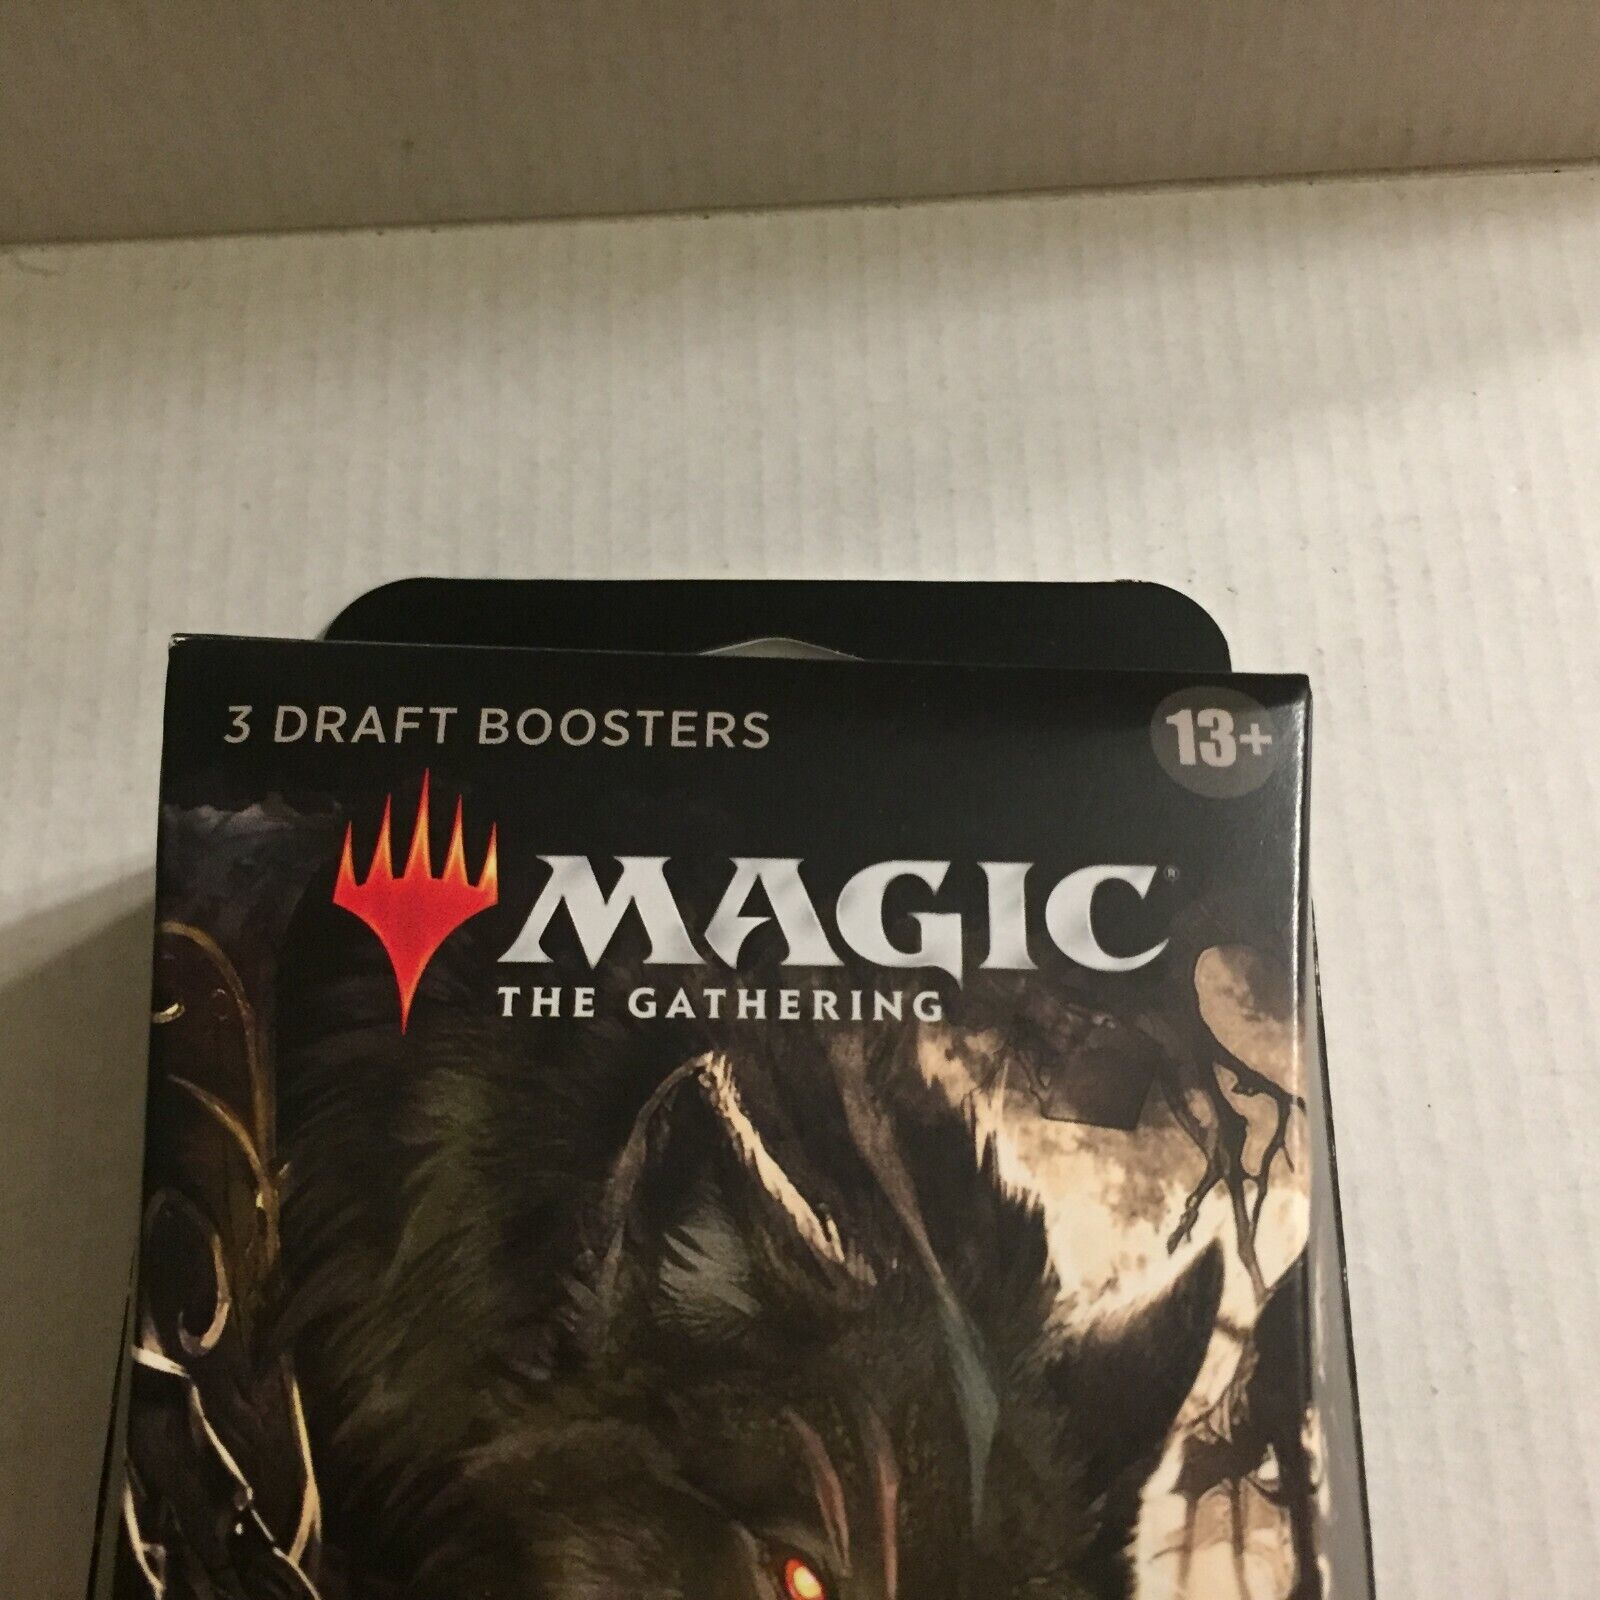 3 DRAFT BOOSTERS
13+
MAGIC®
THE GATHERING